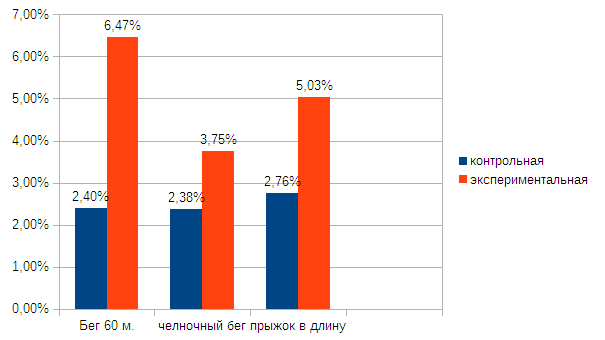 7,00%
6,00%
5,00%
4,00%
3,00%
2,00%
1,00%
0,00%
6,47%
5,03%
3,75%
2,40%
2,38%
2,76%
Бег 60 м.
челночный бег
прыжок в длину
контрольная
экспериментальная